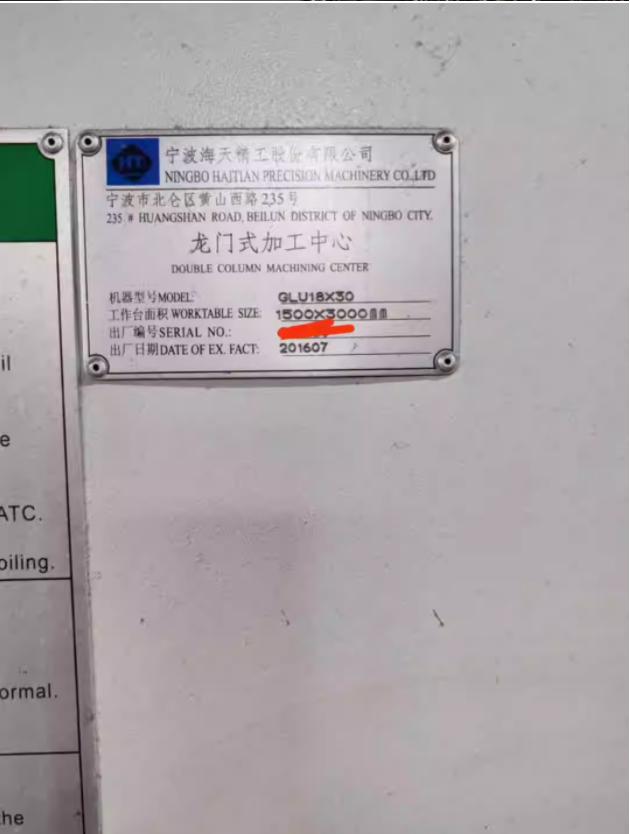 HT
宁波海天精工股份有限公司
NINGBO HAITIAN PRECISION MACHINERY CO.,LTD
宁波市北仑区黄山西路235号
235 # HUANGSHAN ROAD, BEILUN DISTRICT OF NINGBO CITY.
龙门式加工中心
DOUBLE COLUMN MACHINING CENTER
机器型号MODEL: GLU18X30
工作台面积 WORKTABLE SIZE: 1500X3000mm
出厂编号SERIAL NO.:
出厂日期DATE OF EX. FACT: 201607
il
e
ATC.
oiling.
ormal.
he